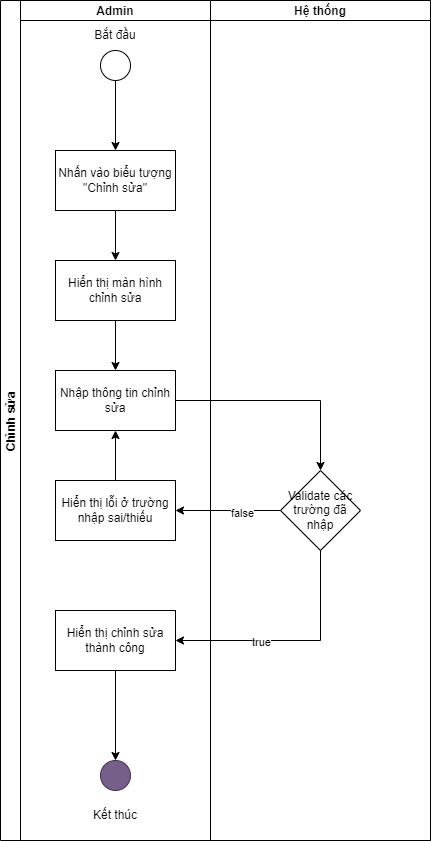 Admin
Hệ thống
Bắt đầu
Nhấn vào biểu tượng
"Chỉnh sửa"
Hiển thị màn hình
chỉnh sửa
Chỉnh sửa
Nhập thông tin chỉnh
sửa
Hiển thị lỗi ở trường
nhập sai/thiếu
false
Validate các
trường đã
nhập
Hiển thị chỉnh sửa
thành công
true
Kết thúc